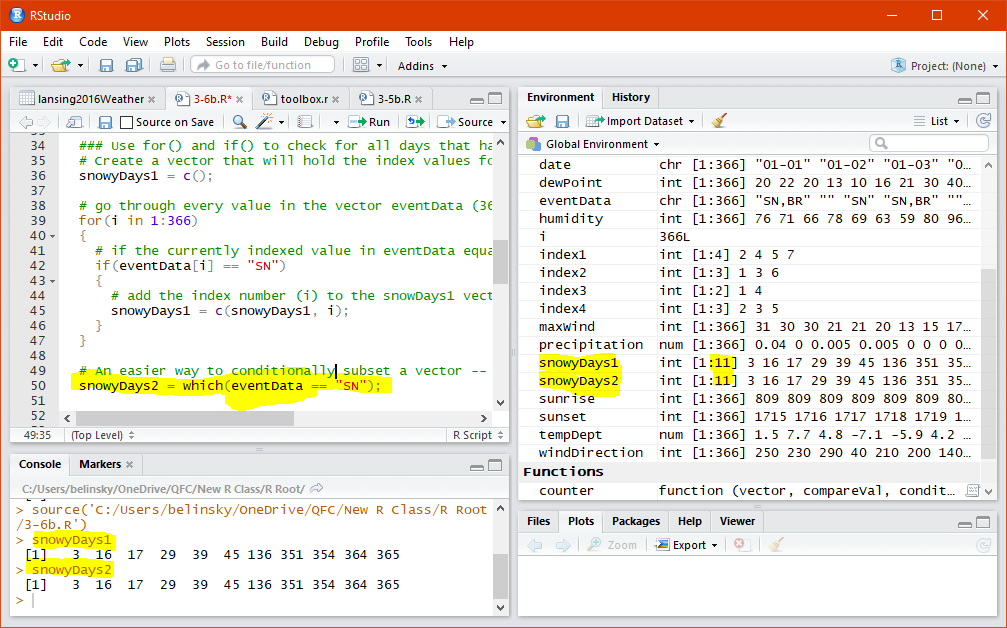 RStudio
File Edit Code View Plots Session Build Debug Profile Tools Help
Go to file/function Addins Project: (None)
lansing2016Weather 3-6b.R* toolbox.r 3-5b.R
Source on Save Run Source
34 ### Use for() and if() to check for all days that ha
35 # Create a vector that will hold the index values fo
36 snowyDays1 = c();
37
38 # go through every value in the vector eventData (36
39 for(i in 1:366)
40 {
41 # if the currently indexed value in eventData equa
42 if(eventData[i] == "SN")
43 {
44 # add the index number (i) to the snowDays1 vect
45 snowyDays1 = c(snowyDays1, i);
46 }
47 }
48
49 # An easier way to conditionally subset a vector --
50 snowyDays2 = which(eventData == "SN");
51
52
49:35 (Top Level) R Script
Console Markers
C:/Users/belinsky/OneDrive/QFC/New R Class/R Root/
> source('C:/Users/belinsky/OneDrive/QFC/New R Class/R Root
/3-6b.R')
> snowyDays1
[1] 3 16 17 29 39 45 136 351 354 364 365
> snowyDays2
[1] 3 16 17 29 39 45 136 351 354 364 365
>
Environment History
Import Dataset List
Global Environment
date chr [1:366] "01-01" "01-02" "01-03" "0…
dewPoint int [1:366] 20 22 20 13 10 16 21 30 40…
eventData chr [1:366] "SN,BR" "" "SN" "SN,BR" ""…
humidity int [1:366] 76 71 66 78 69 63 59 80 96…
i 366L
index1 int [1:4] 2 4 5 7
index2 int [1:3] 1 3 6
index3 int [1:2] 1 4
index4 int [1:3] 2 3 5
maxWind int [1:366] 31 30 30 21 21 20 13 15 17…
precipitation num [1:366] 0.04 0 0.005 0.005 0 0 0 0…
snowyDays1 int [1:11] 3 16 17 29 39 45 136 351 35…
snowyDays2 int [1:11] 3 16 17 29 39 45 136 351 35…
sunrise int [1:366] 809 809 809 809 809 809 80…
sunset int [1:366] 1715 1716 1717 1718 1719 1…
tempDept num [1:366] 1.5 7.7 4.8 -7.1 -5.9 4.2 …
windDirection int [1:366] 250 230 290 40 210 200 140…
Functions
counter function (vector, compareVal, condit…
Files Plots Packages Help Viewer
Zoom Export